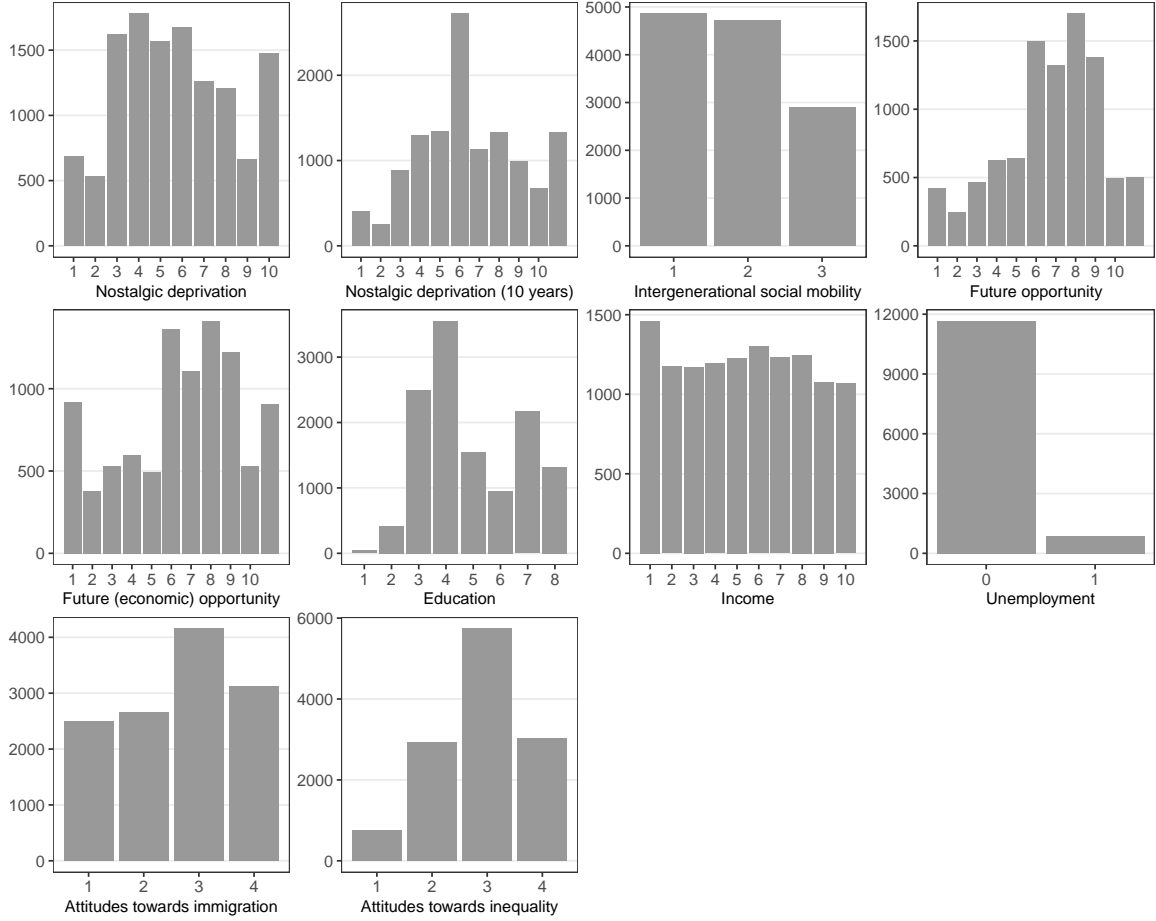 1500
1000
500
0
1 2 3 4 5 6 7 8 9 10
Nostalgic deprivation
2000
1000
0
1 2 3 4 5 6 7 8 9 10
Nostalgic deprivation (10 years)
5000
4000
3000
2000
1000
0
1 2 3
Intergenerational social mobility
1500
1000
500
0
1 2 3 4 5 6 7 8 9 10
Future opportunity
1000
500
0
1 2 3 4 5 6 7 8 9 10
Future (economic) opportunity
3000
2000
1000
0
1 2 3 4 5 6 7 8
Education
1500
1000
500
0
1 2 3 4 5 6 7 8 9 10
Income
12000
9000
6000
3000
0
0 1
Unemployment
4000
3000
2000
1000
0
1 2 3 4
Attitudes towards immigration
6000
4000
2000
0
1 2 3 4
Attitudes towards inequality